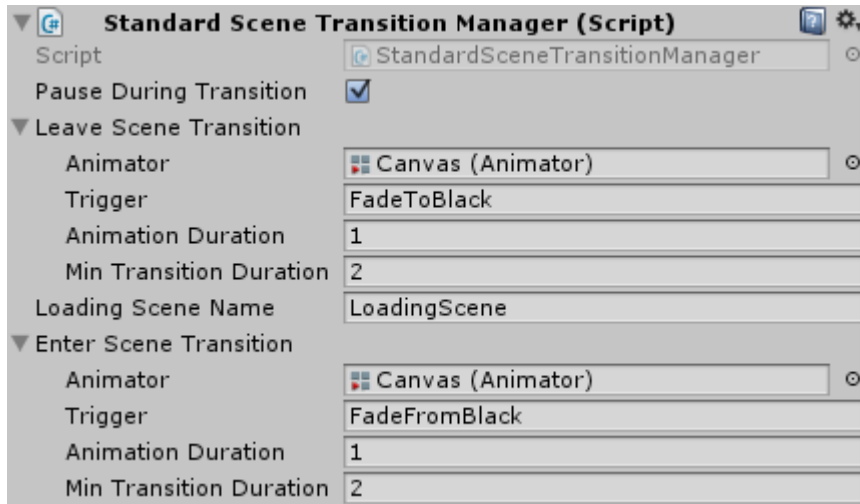 Standard Scene Transition Manager (Script)
Script StandardSceneTransitionManager
Pause During Transition
Leave Scene Transition
Animator Canvas (Animator)
Trigger FadeToBlack
Animation Duration 1
Min Transition Duration 2
Loading Scene Name LoadingScene
Enter Scene Transition
Animator Canvas (Animator)
Trigger FadeFromBlack
Animation Duration 1
Min Transition Duration 2